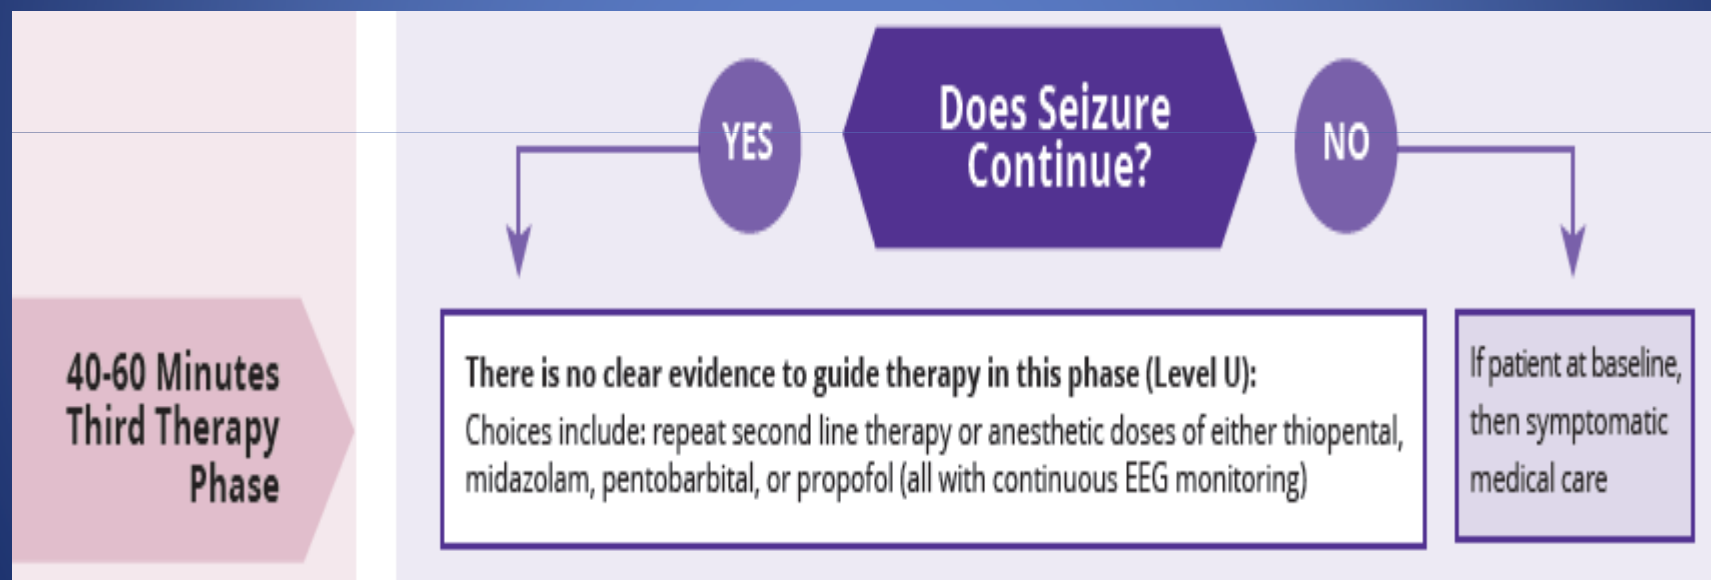 Does Seizure
Continue?
YES
NO
40-60 Minutes
Third Therapy
Phase
There is no clear evidence to guide therapy in this phase (Level U):
Choices include: repeat second line therapy or anesthetic doses of either thiopental,
midazolam, pentobarbital, or propofol (all with continuous EEG monitoring)
If patient at baseline,
then symptomatic
medical care